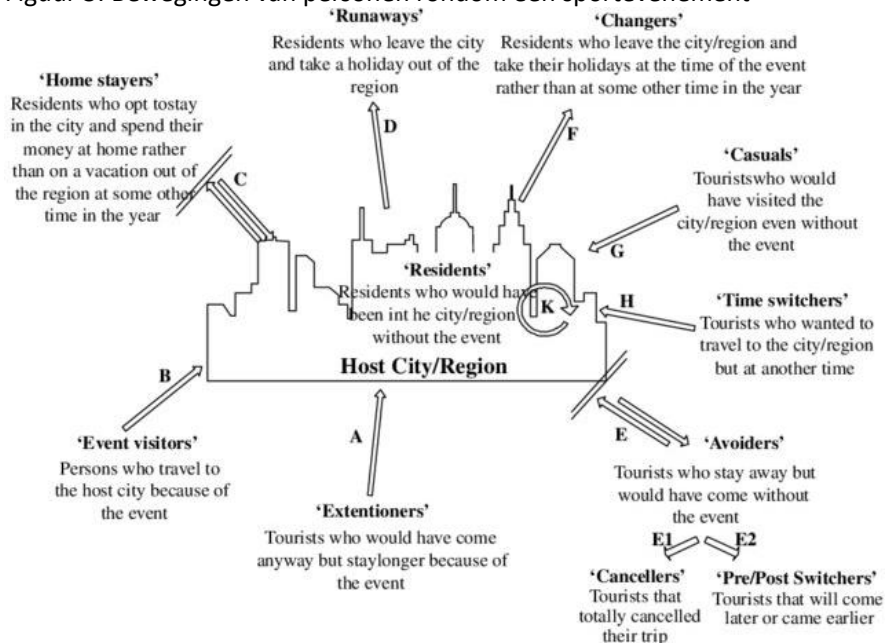 Figuur 3: Bewegingen van personen rondom een sportevenement
‘Runaways’
Residents who leave the city
and take a holiday out of the
region
‘Changers’
Residents who leave the city/region and
take their holidays at the time of the event
rather than at some other time in the year
‘Home stayers’
Residents who opt tostay
in the city and spend their
money at home rather
than on a vacation out of
the region at some other
time in the year
C
D
F
‘Casuals’
Touristswho would
have visited the
city/region even without
the event
G
‘Residents’
Residents who would have
been int he city/region
without the event
K
H
‘Time switchers’
Tourists who wanted to
travel to the city/region
but at another time
Host City/Region
B
A
E
‘Event visitors’
Persons who travel to
the host city because of
the event
‘Extentioners’
Tourists who would have come
anyway but staylonger because of
the event
‘Avoiders’
Tourists who stay away but
would have come without
the event
E1
E2
‘Cancellers’
Tourists that
totally cancelled
their trip
‘Pre/Post Switchers’
Tourists that will come
later or came earlier